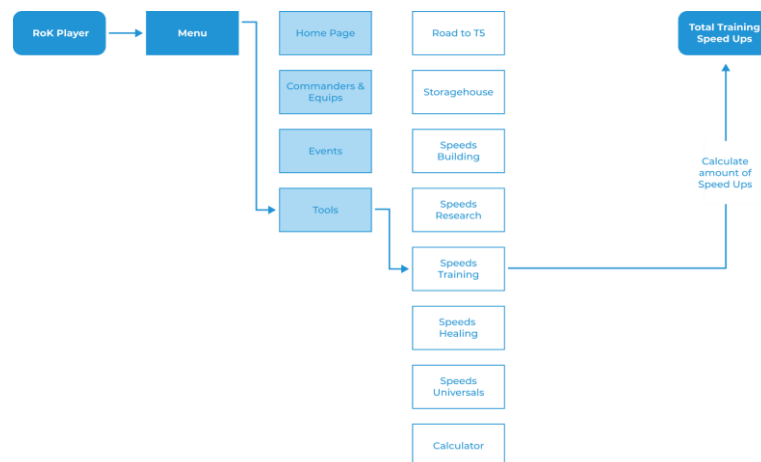 RoK Player
Menu
Home Page
Road to T5
Total Training
Speed Ups
Commanders &
Equips
Storagehouse
Events
Speeds
Building
Calculate
amount of
Speed Ups
Tools
Speeds
Research
Speeds
Training
Speeds
Healing
Speeds
Universals
Calculator